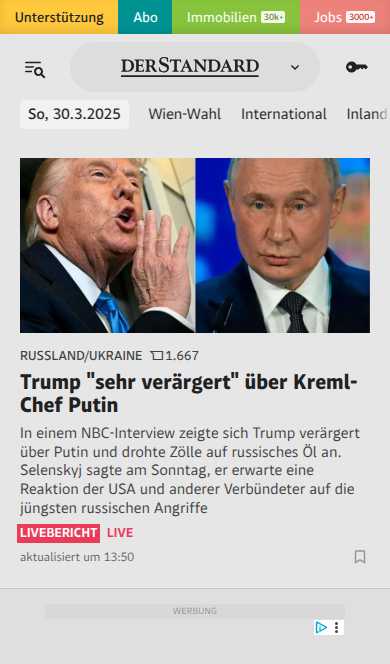 Unterstützung Abo Immobilien 30k+ Jobs 3000+
DERSTANDARD
So, 30.3.2025 Wien-Wahl International Inland
RUSSLAND/UKRAINE 1.667
Trump "sehr verärgert" über Kreml-
Chef Putin
In einem NBC-Interview zeigte sich Trump verärgert
über Putin und drohte Zölle auf russisches Öl an.
Selenskyj sagte am Sonntag, er erwarte eine
Reaktion der USA und anderer Verbündeter auf die
jüngsten russischen Angriffe
LIVEBERICHT LIVE
aktualisiert um 13:50
WERBUNG